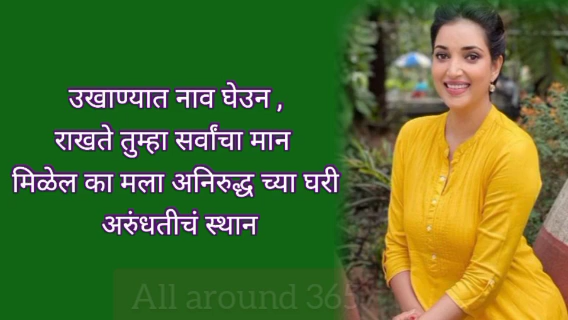 उखाण्यात नाव घेउन ,
राखते तुम्हा सर्वांचा मान
मिळेल का मला अनिरुद्ध च्या घरी
अरुंधतीचं स्थान
All around 365